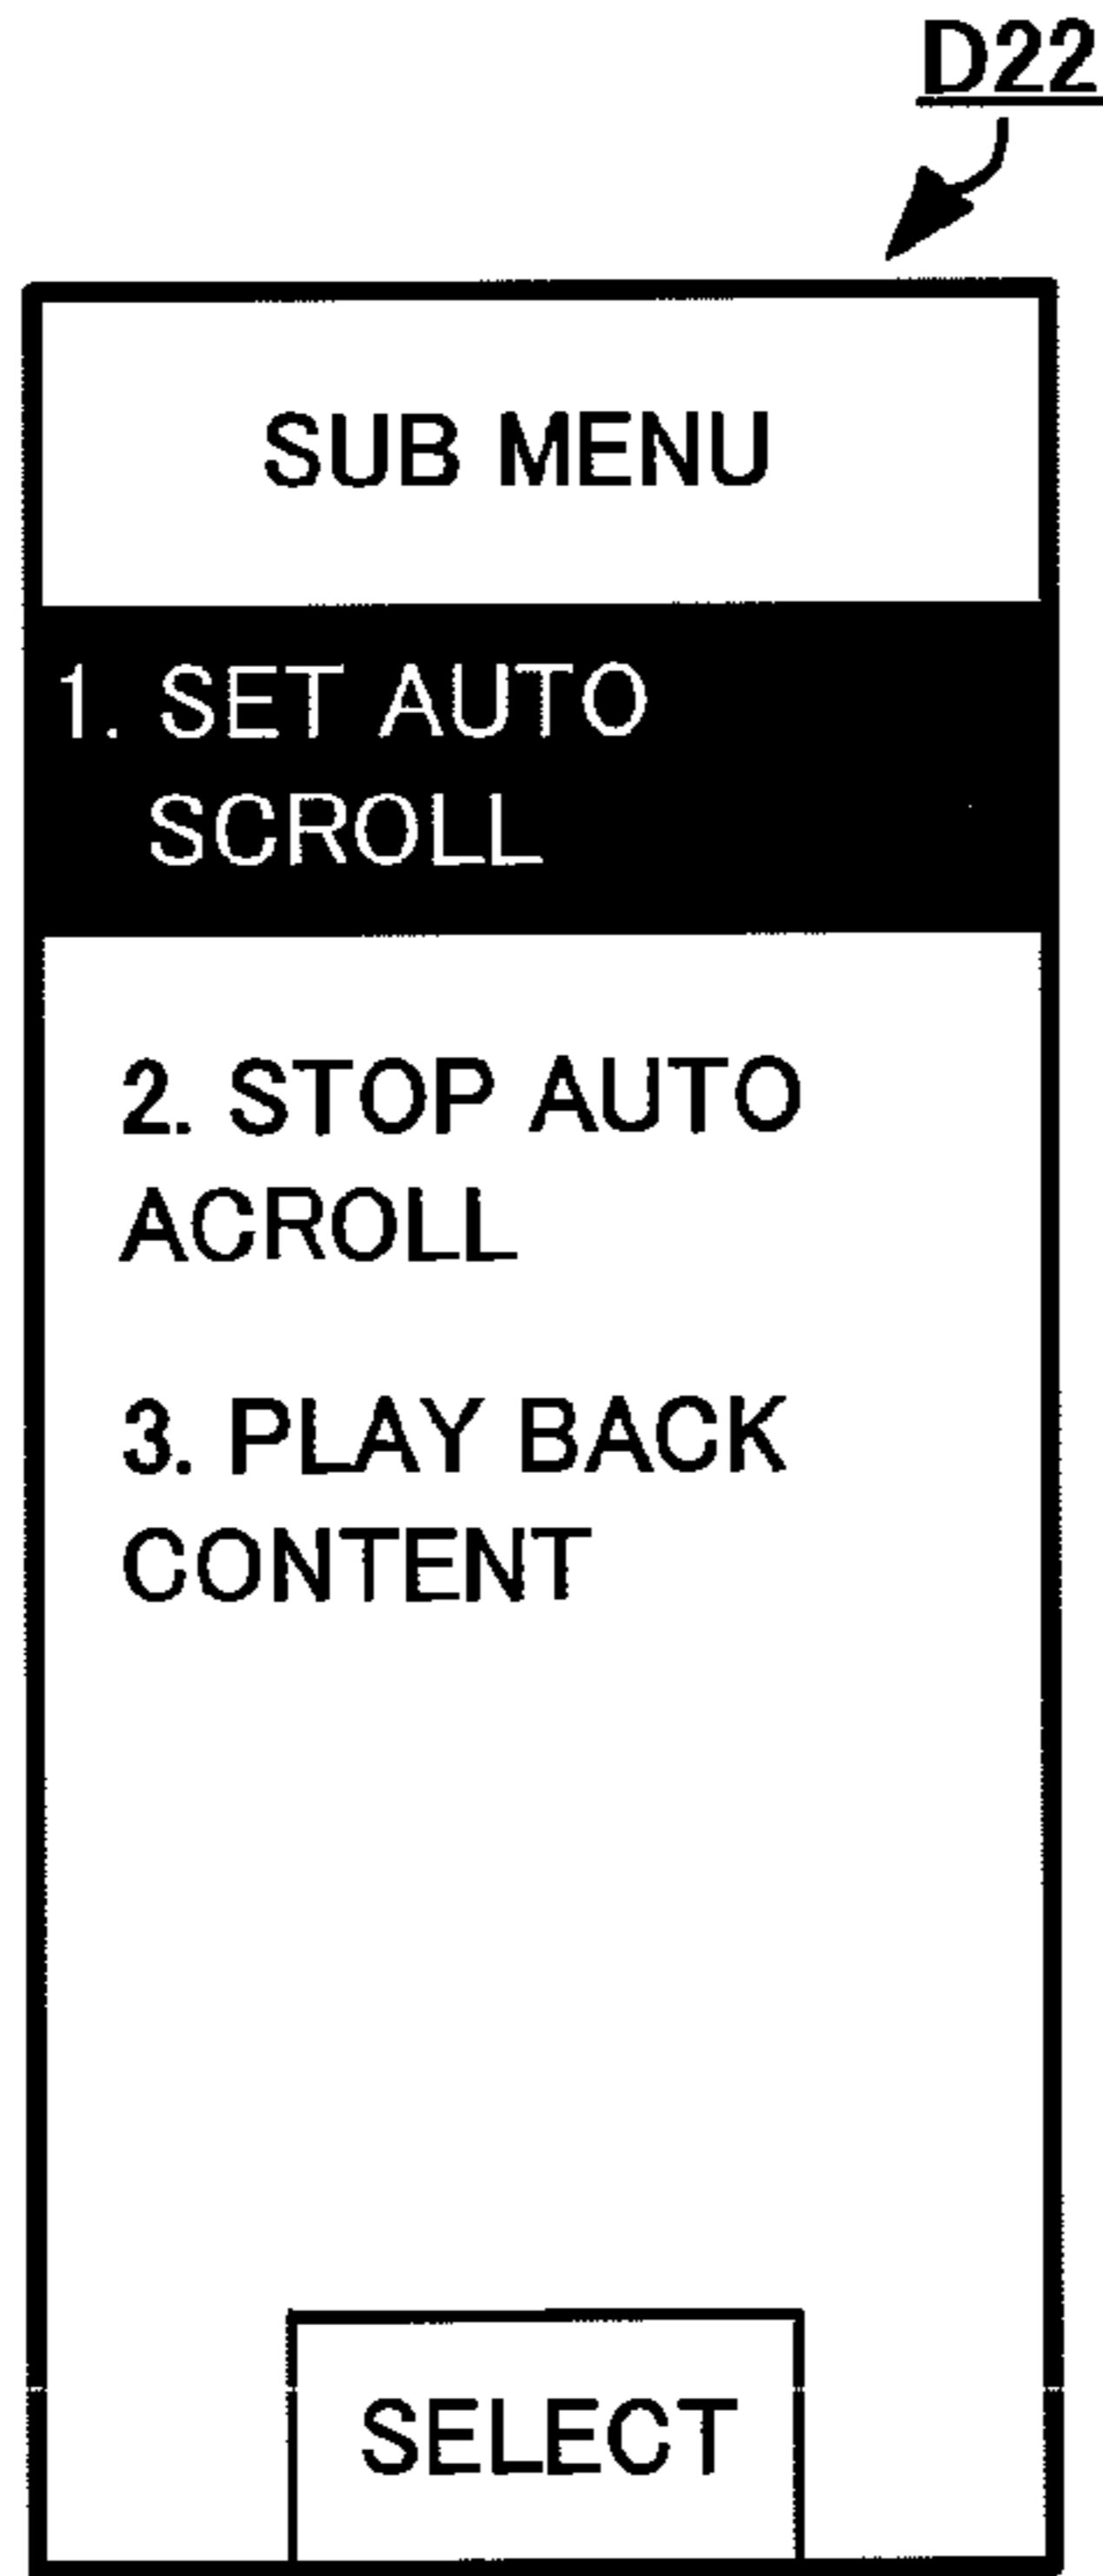 D22
SUB MENU
1. SET AUTO
SCROLL
2. STOP AUTO
ACROLL
3. PLAY BACK
CONTENT
SELECT